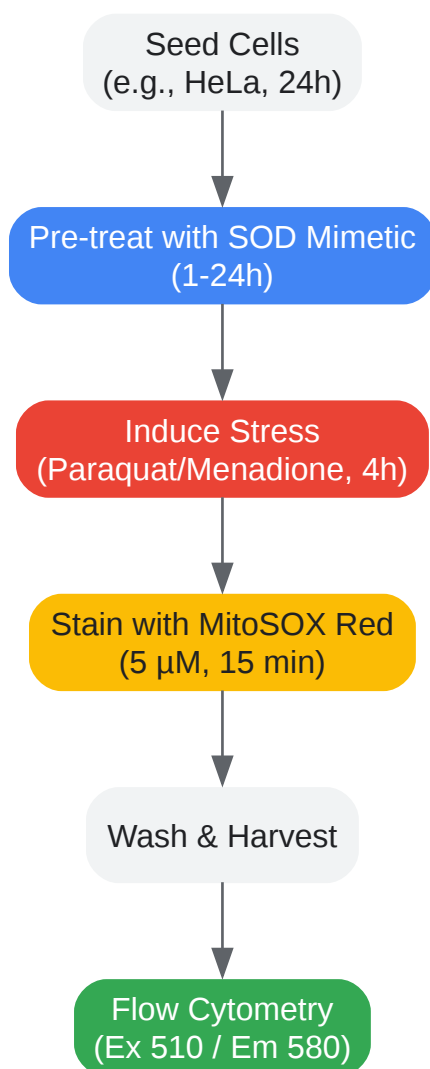 Seed Cells
(e.g., HeLa, 24h)
Pre-treat with SOD Mimetic
(1-24h)
Induce Stress
(Paraquat/Menadione, 4h)
Stain with MitoSOX Red
(5 µM, 15 min)
Wash & Harvest
Flow Cytometry
(Ex 510 / Em 580)